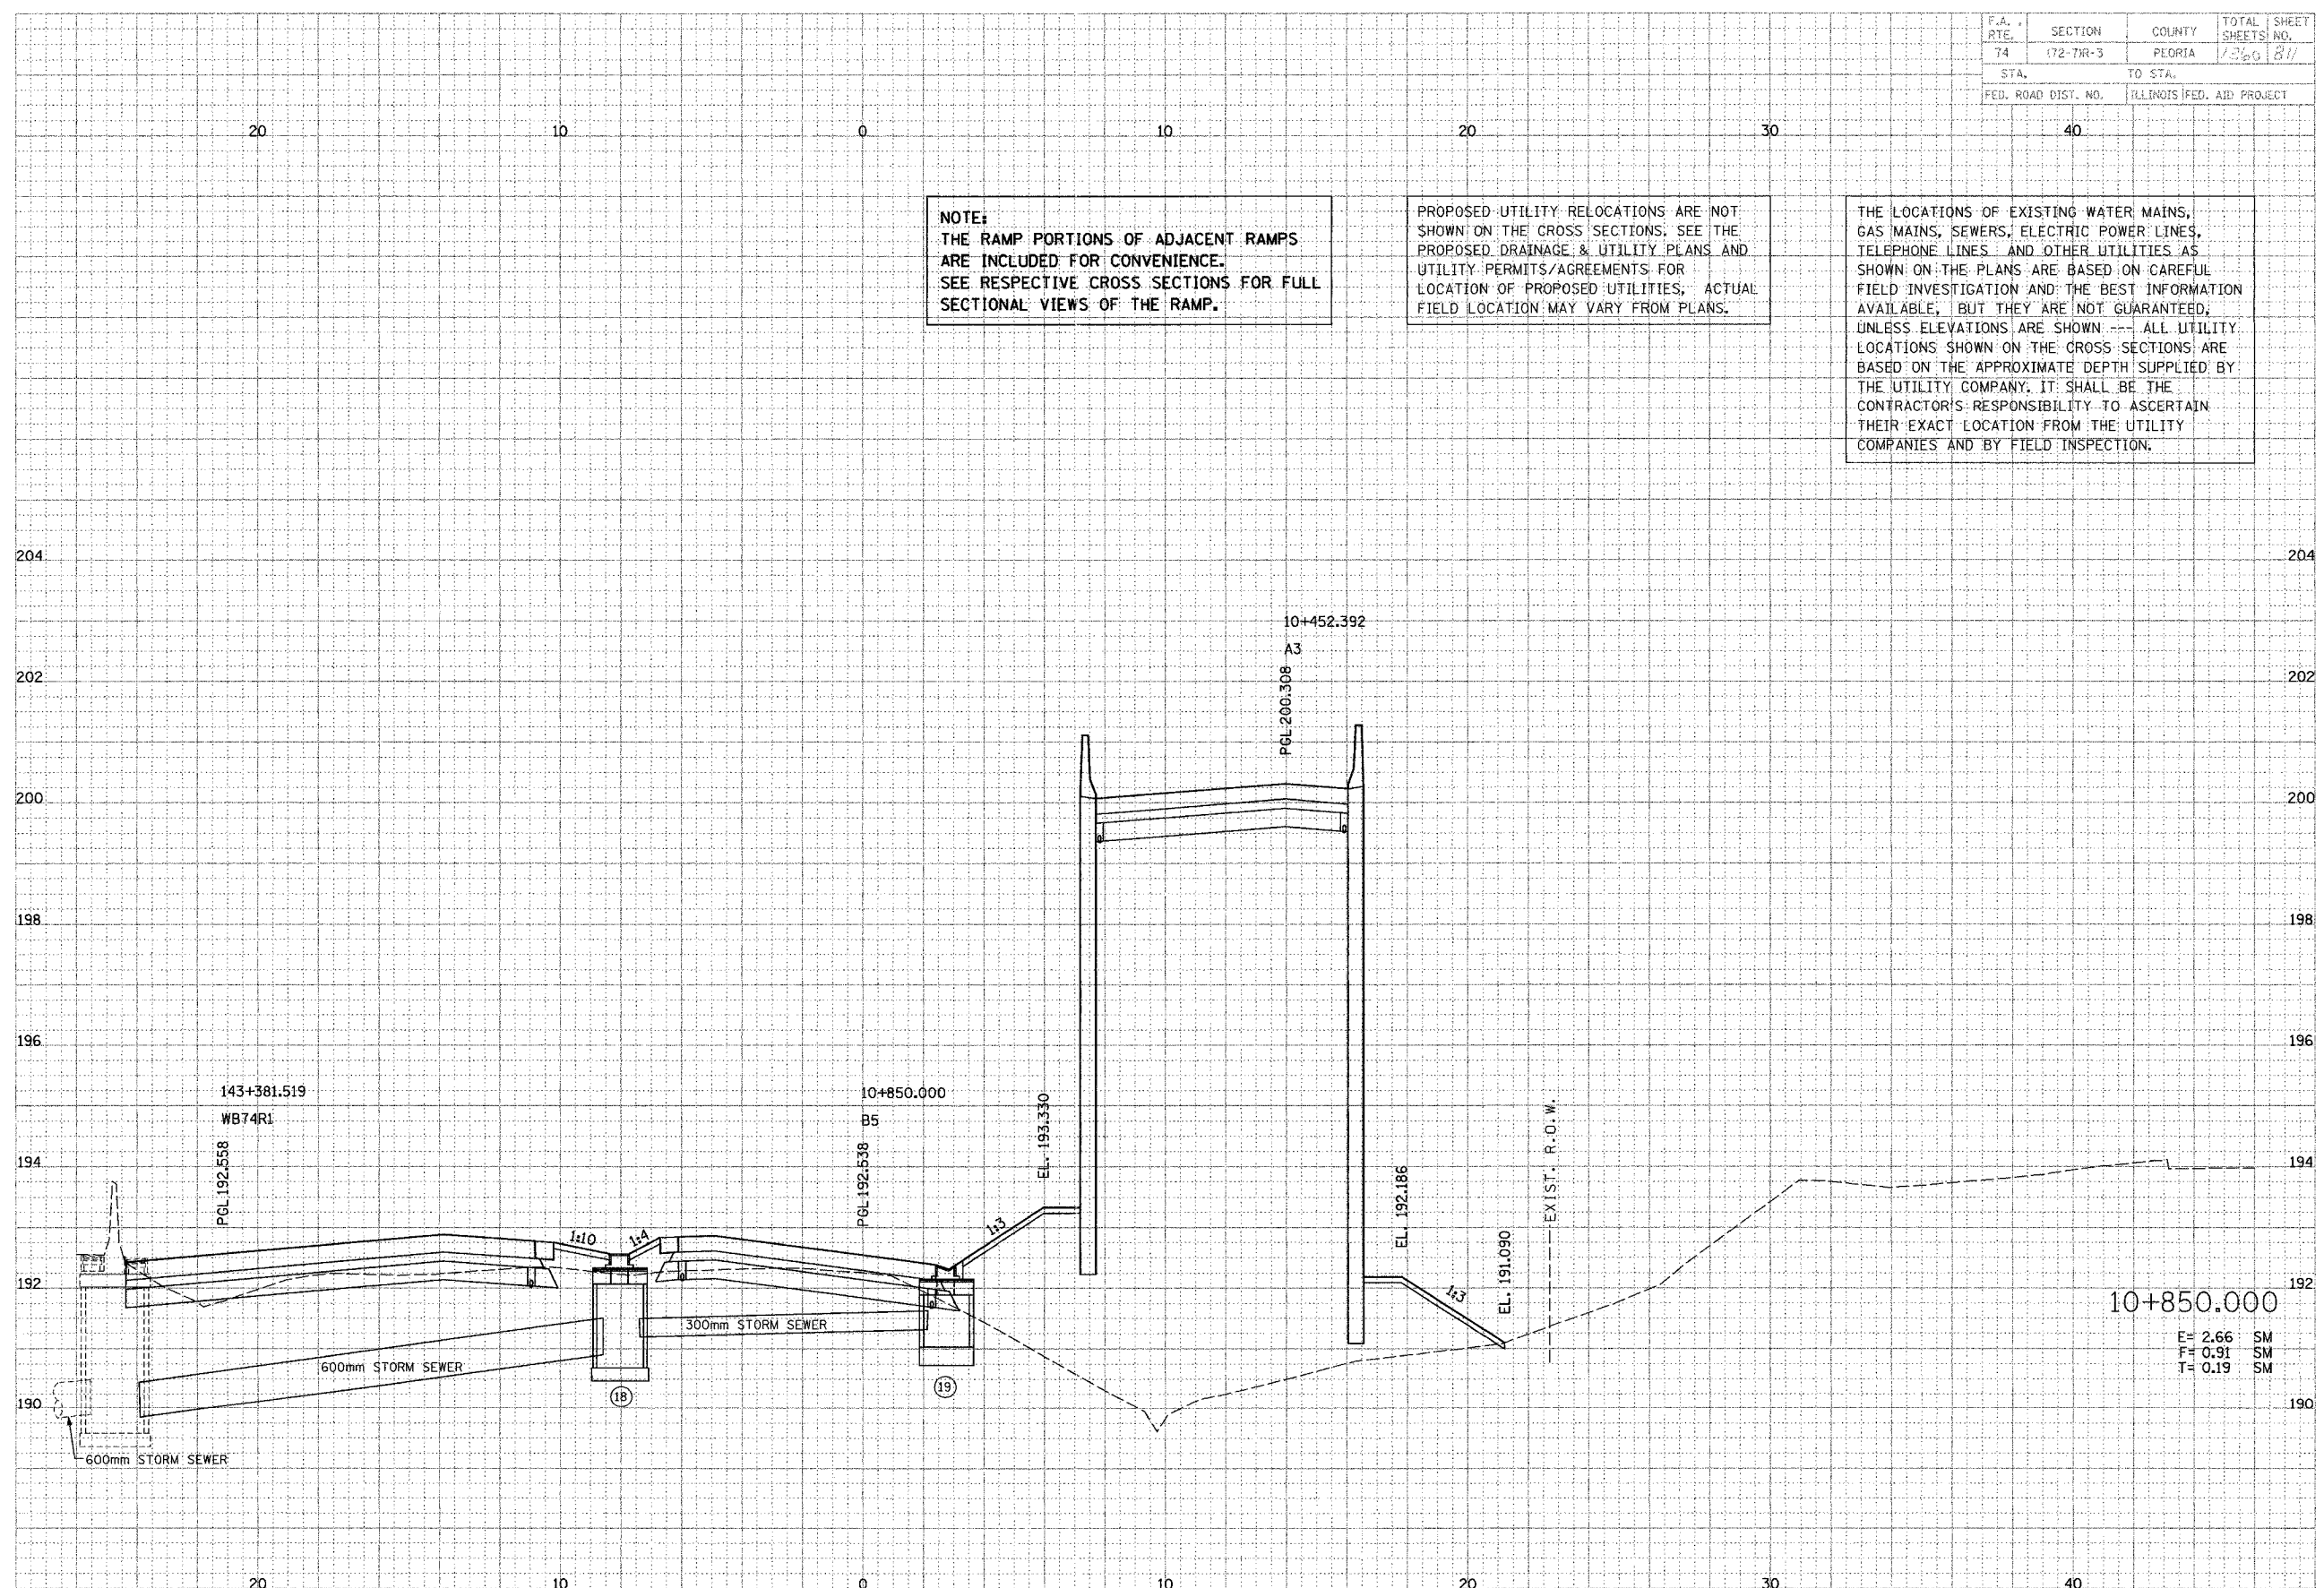 F.A. RTE. SECTION COUNTY TOTAL SHEETS SHEET NO.
74 (72-7)R-3 PEORIA 1260 811
STA. TO STA.
FED. ROAD DIST. NO. ILLINOIS FED. AID PROJECT
20 10 0 10 20 30 40
NOTE:
THE RAMP PORTIONS OF ADJACENT RAMPS
ARE INCLUDED FOR CONVENIENCE.
SEE RESPECTIVE CROSS SECTIONS FOR FULL
SECTIONAL VIEWS OF THE RAMP.
PROPOSED UTILITY RELOCATIONS ARE NOT
SHOWN ON THE CROSS SECTIONS. SEE THE
PROPOSED DRAINAGE & UTILITY PLANS AND
UTILITY PERMITS/AGREEMENTS FOR
LOCATION OF PROPOSED UTILITIES, ACTUAL
FIELD LOCATION MAY VARY FROM PLANS.
THE LOCATIONS OF EXISTING WATER MAINS,
GAS MAINS, SEWERS, ELECTRIC POWER LINES,
TELEPHONE LINES AND OTHER UTILITIES AS
SHOWN ON THE PLANS ARE BASED ON CAREFUL
FIELD INVESTIGATION AND THE BEST INFORMATION
AVAILABLE, BUT THEY ARE NOT GUARANTEED,
UNLESS ELEVATIONS ARE SHOWN --- ALL UTILITY
LOCATIONS SHOWN ON THE CROSS SECTIONS ARE
BASED ON THE APPROXIMATE DEPTH SUPPLIED BY
THE UTILITY COMPANY. IT SHALL BE THE
CONTRACTOR'S RESPONSIBILITY TO ASCERTAIN
THEIR EXACT LOCATION FROM THE UTILITY
COMPANIES AND BY FIELD INSPECTION.
204 204
10+452.392
A3
PGL 200.308
202 202
200 200
198 198
196 196
143+381.519
WB74R1
PGL 192.558
10+850.000
B5
PGL 192.538
EL. 193.330
EL. 192.186
EL. 191.090
EXIST. R.O.W.
194 194
1:10
1:4
1:3
192 192
1:3
10+850.000
E= 2.66 SM
F= 0.91 SM
T= 0.19 SM
300mm STORM SEWER
600mm STORM SEWER
18
19
190 190
600mm STORM SEWER
20 10 0 10 20 30 40